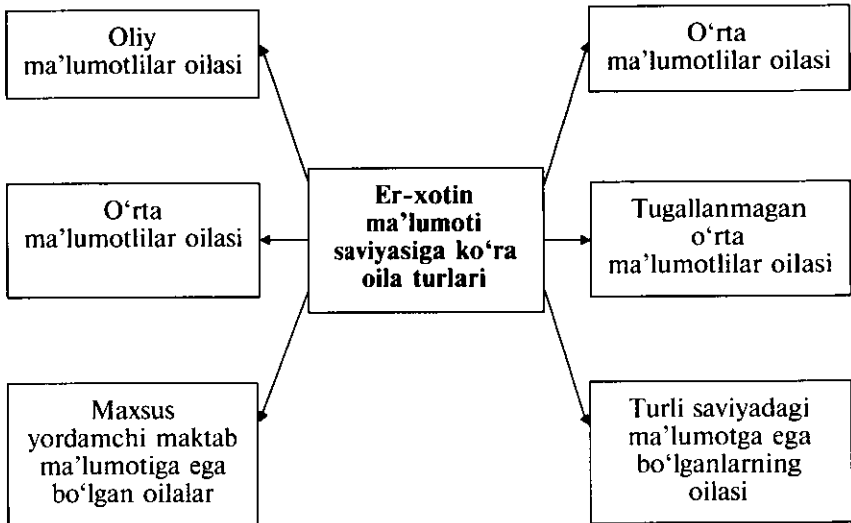 Oliy
ma’lumotlilar oilasi
O‘rta
ma’lumotlilar oilasi
O‘rta
ma’lumotlilar oilasi
Er-xotin
ma’lumoti
saviyasiga ko‘ra
oila turlari
Tugallanmagan
o‘rta
ma’lumotlilar oilasi
Maxsus
yordamchi maktab
ma’lumotiga ega
bo‘lgan oilalar
Turli saviyadagi
ma’lumotga ega
bo‘lganlarning
oilasi